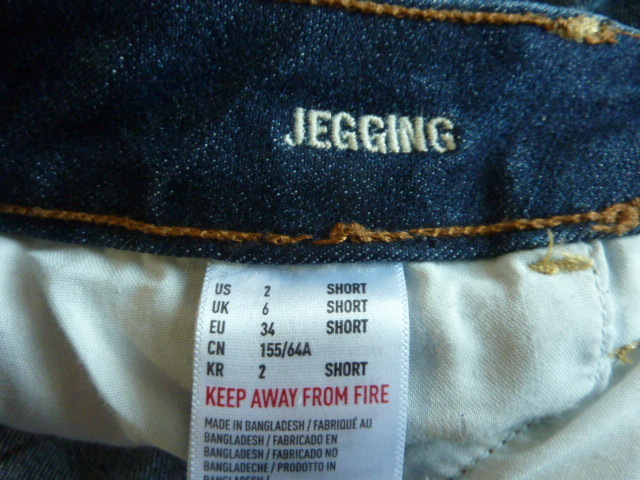 JEGGING
US 2 SHORT
UK 6 SHORT
EU 34 SHORT
CN 155/64A
KR 2 SHORT
KEEP AWAY FROM FIRE
MADE IN BANGLADESH / FABRIQUÉ AU
BANGLADESH / FABRICADO EN
BANGLADESH / FABRICADO NO
BANGLADECHE / PRODOTTO IN
BANGLADESH /